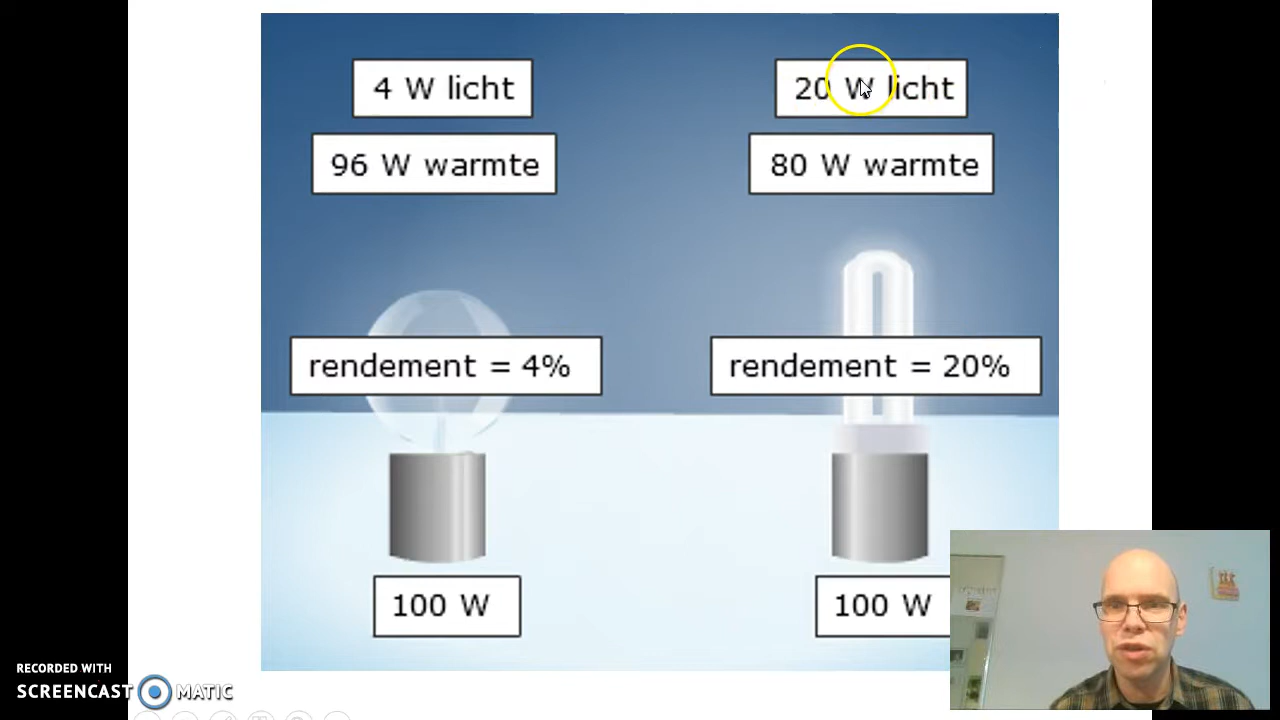 4 W licht
20 W licht
96 W warmte
80 W warmte
rendement = 4%
rendement = 20%
100 W
100 W
RECORDED WITH
SCREENCAST MATIC